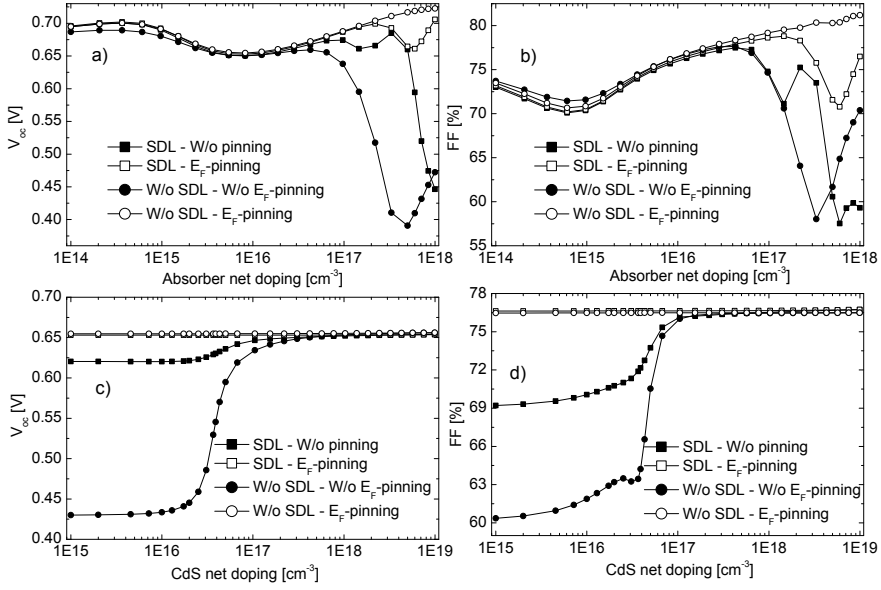 0.70
0.65
0.60
0.55
0.50
0.45
0.40
V_oc [V]
a)
SDL - W/o pinning
SDL - E_F-pinning
W/o SDL - W/o E_F-pinning
W/o SDL - E_F-pinning
1E14 1E15 1E16 1E17 1E18
Absorber net doping [cm^-3]
80
75
70
65
60
55
FF [%]
b)
SDL - W/o pinning
SDL - E_F-pinning
W/o SDL - W/o E_F-pinning
W/o SDL - E_F-pinning
1E14 1E15 1E16 1E17 1E18
Absorber net doping [cm^-3]
0.70
0.65
0.60
0.55
0.50
0.45
0.40
V_oc [V]
c)
SDL - W/o pinning
SDL - E_F-pinning
W/o SDL - W/o E_F-pinning
W/o SDL - E_F-pinning
1E15 1E16 1E17 1E18 1E19
CdS net doping [cm^-3]
78
75
72
69
66
63
60
FF [%]
d)
SDL - W/o pinning
SDL - E_F-pinning
W/o SDL - W/o E_F-pinning
W/o SDL - E_F-pinning
1E15 1E16 1E17 1E18 1E19
CdS net doping [cm^-3]